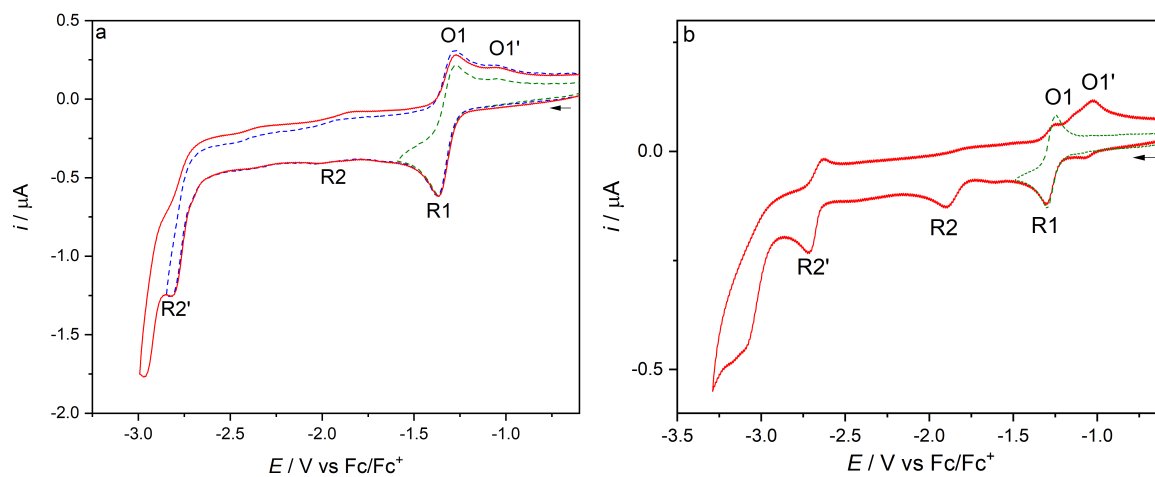 a
O1
O1'
R2
R1
R2'
0.5
0.0
-0.5
-1.0
-1.5
-2.0
i / μA
-3.0 -2.5 -2.0 -1.5 -1.0
E / V vs Fc/Fc⁺
b
O1'
O1
R2
R1
R2'
0.0
-0.5
i / μA
-3.5 -3.0 -2.5 -2.0 -1.5 -1.0
E / V vs Fc/Fc⁺